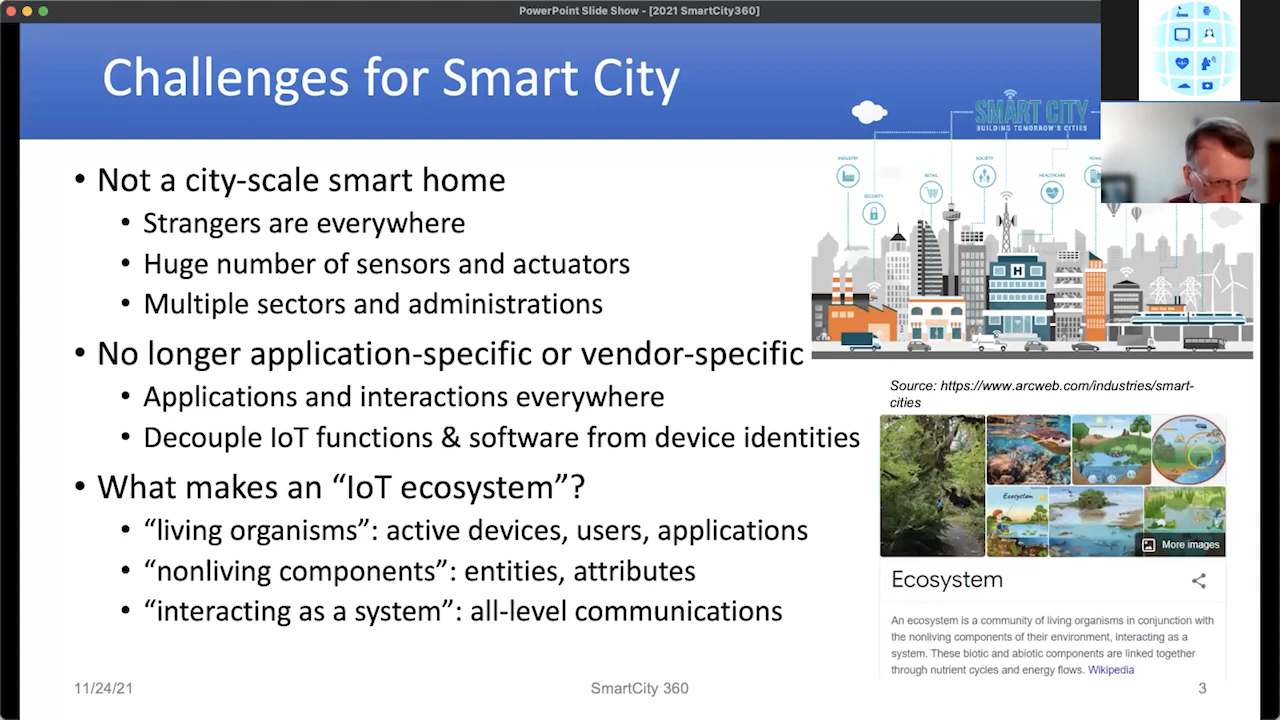 PowerPoint Slide Show - [2021 SmartCity360]
Challenges for Smart City
SMART CITY
BUILDING TOMORROW'S CITIES
INDUSTRY
SECURITY
RETAIL
SOCIETY
HEALTHCARE
H
• Not a city-scale smart home
• Strangers are everywhere
• Huge number of sensors and actuators
• Multiple sectors and administrations
• No longer application-specific or vendor-specific
• Applications and interactions everywhere
• Decouple IoT functions & software from device identities
• What makes an “IoT ecosystem”?
• “living organisms”: active devices, users, applications
• “nonliving components”: entities, attributes
• “interacting as a system”: all-level communications
Source: https://www.arcweb.com/industries/smart-
cities
Ecosystem
More images
Ecosystem
An ecosystem is a community of living organisms in conjunction with
the nonliving components of their environment, interacting as a
system. These biotic and abiotic components are linked together
through nutrient cycles and energy flows. Wikipedia
11/24/21
SmartCity 360
3